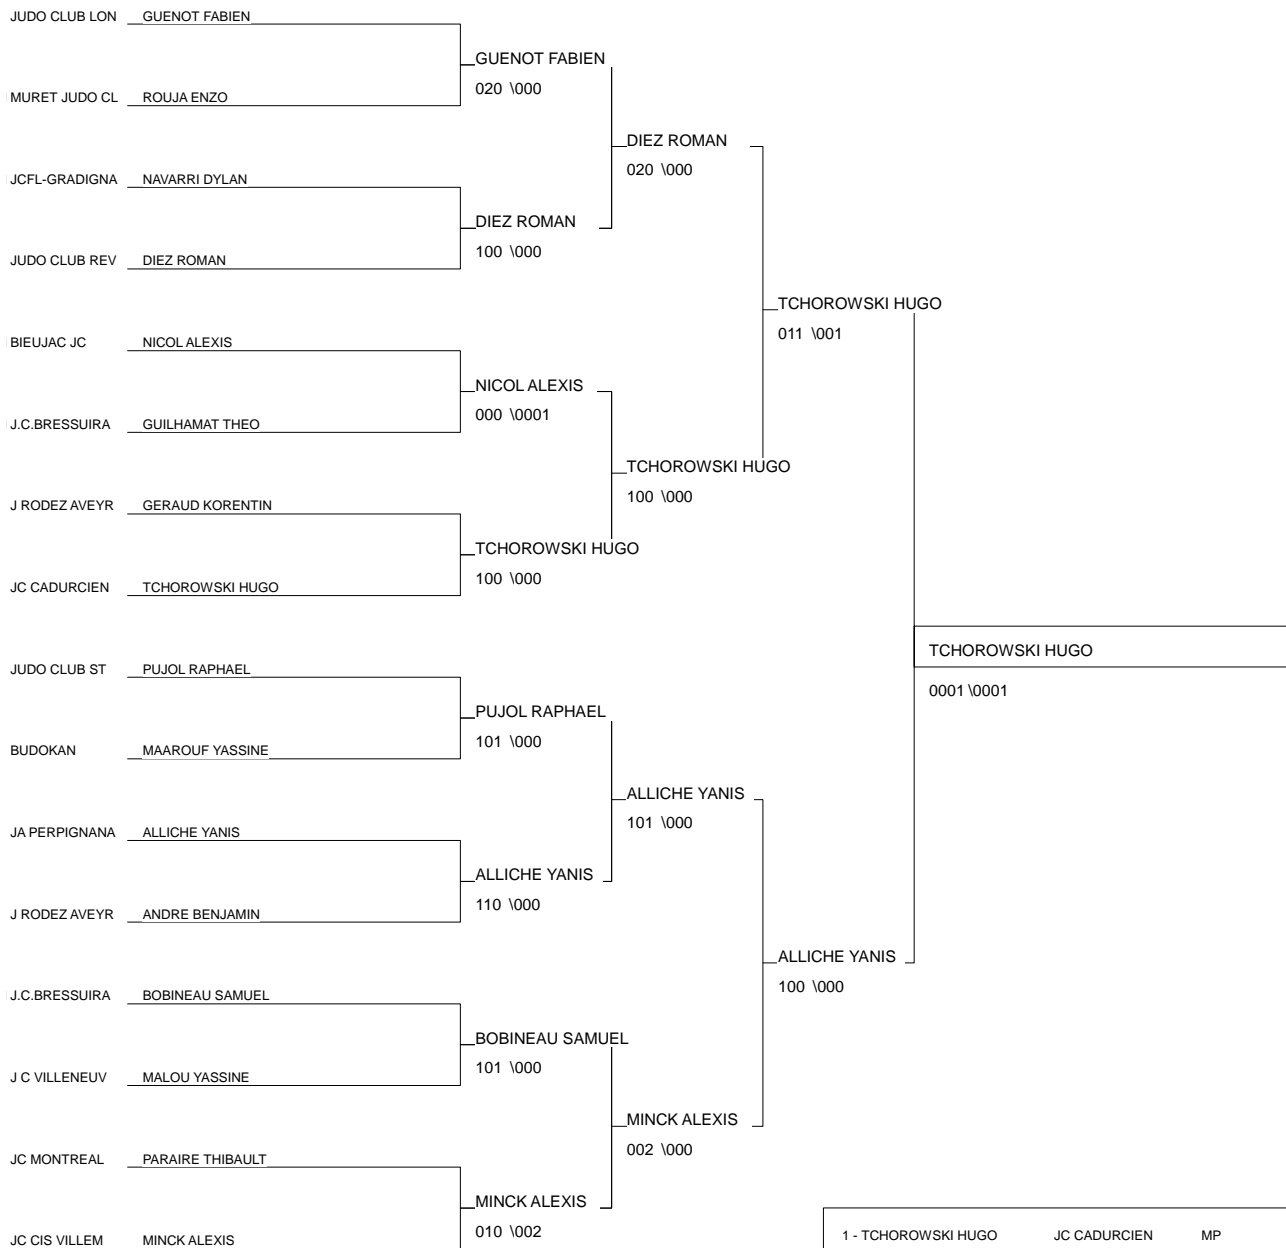 JUDO CLUB LON GUENOT FABIEN
GUENOT FABIEN
020 \000
MURET JUDO CL ROUJA ENZO
DIEZ ROMAN
020 \000
JCFL-GRADIGNA NAVARRI DYLAN
DIEZ ROMAN
100 \000
JUDO CLUB REV DIEZ ROMAN
TCHOROWSKI HUGO
011 \001
BIEUJAC JC NICOL ALEXIS
NICOL ALEXIS
000 \0001
J.C.BRESSUIRA GUILHAMAT THEO
TCHOROWSKI HUGO
100 \000
J RODEZ AVEYR GERAUD KORENTIN
TCHOROWSKI HUGO
100 \000
JC CADURCIEN TCHOROWSKI HUGO
TCHOROWSKI HUGO
0001 \0001
JUDO CLUB ST PUJOL RAPHAEL
PUJOL RAPHAEL
101 \000
BUDOKAN MAAROUF YASSINE
ALLICHE YANIS
101 \000
JA PERPIGNANA ALLICHE YANIS
ALLICHE YANIS
110 \000
J RODEZ AVEYR ANDRE BENJAMIN
ALLICHE YANIS
100 \000
J.C.BRESSUIRA BOBINEAU SAMUEL
BOBINEAU SAMUEL
101 \000
J C VILLENEUV MALOU YASSINE
MINCK ALEXIS
002 \000
JC MONTREAL PARAIRE THIBAULT
MINCK ALEXIS
010 \002
JC CIS VILLEM MINCK ALEXIS
1 - TCHOROWSKI HUGO JC CADURCIEN MP